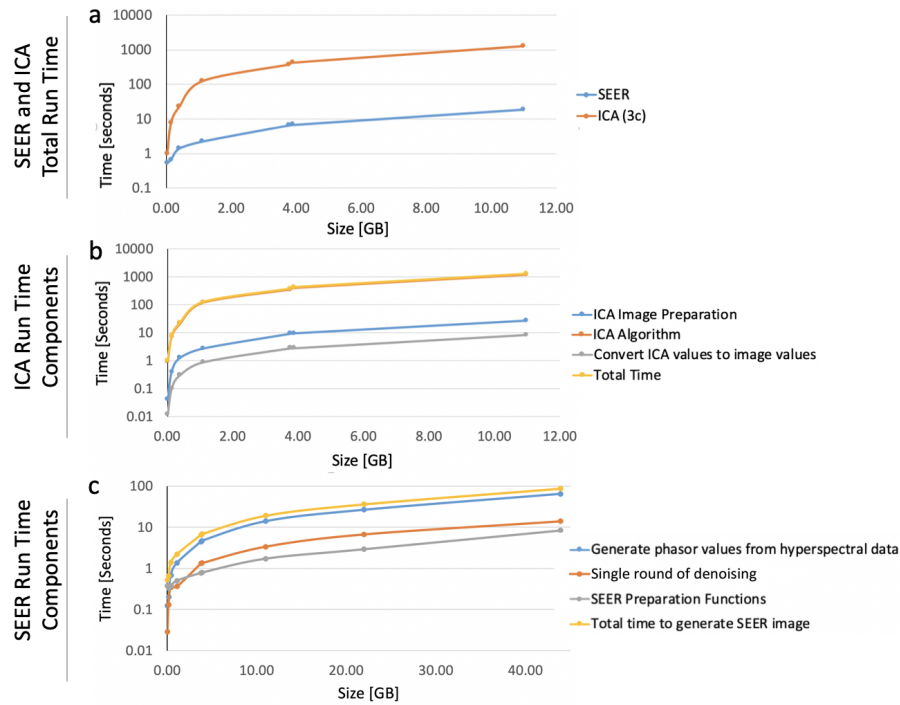 a
SEER and ICA
Total Run Time
Time [seconds]
10000
1000
100
10
1
0.1
0.00 2.00 4.00 6.00 8.00 10.00 12.00
Size [GB]
SEER
ICA (3c)
b
ICA Run Time
Components
Time [Seconds]
10000
1000
100
10
1
0.1
0.01
0.00 2.00 4.00 6.00 8.00 10.00 12.00
Size [GB]
ICA Image Preparation
ICA Algorithm
Convert ICA values to image values
Total Time
c
SEER Run Time
Components
Time [Seconds]
100
10
1
0.1
0.01
0.00 10.00 20.00 30.00 40.00
Size [GB]
Generate phasor values from hyperspectral data
Single round of denoising
SEER Preparation Functions
Total time to generate SEER image